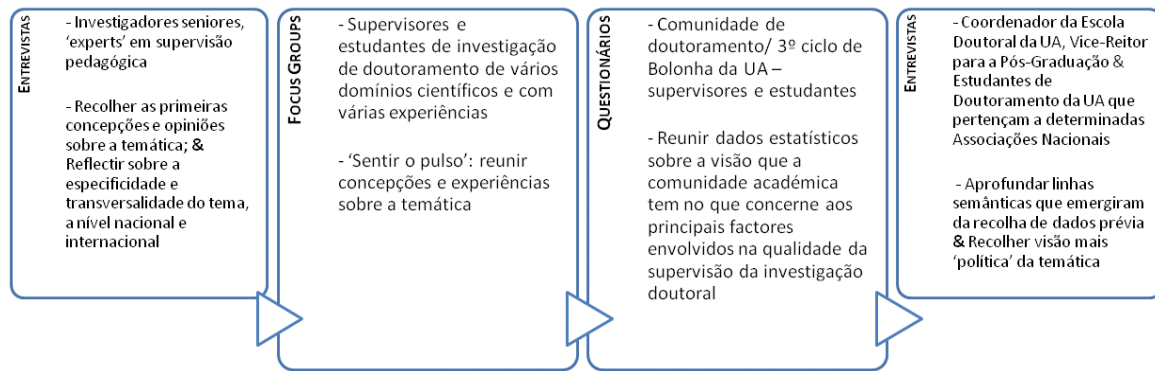 ENTREVISTAS
- Investigadores seniores,
'experts' em supervisão
pedagógica
- Recolher as primeiras
concepções e opiniões
sobre a temática; &
Reflectir sobre a
especificidade e
transversalidade do tema,
a nível nacional e
internacional
FOCUS GROUPS
- Supervisores e
estudantes de investigação
de doutoramento de vários
domínios científicos e com
várias experiências
- 'Sentir o pulso': reunir
concepções e experiências
sobre a temática
QUESTIONÁRIOS
- Comunidade de
doutoramento/ 3º ciclo de
Bolonha da UA –
supervisores e estudantes
- Reunir dados estatísticos
sobre a visão que a
comunidade académica
tem no que concerne aos
principais factores
envolvidos na qualidade da
supervisão da investigação
doutoral
ENTREVISTAS
- Coordenador da Escola
Doutoral da UA, Vice-Reitor
para a Pós-Graduação &
Estudantes de
Doutoramento da UA que
pertençam a determinadas
Associações Nacionais
- Aprofundar linhas
semânticas que emergiram
da recolha de dados prévia
& Recolher visão mais
'política' da temática